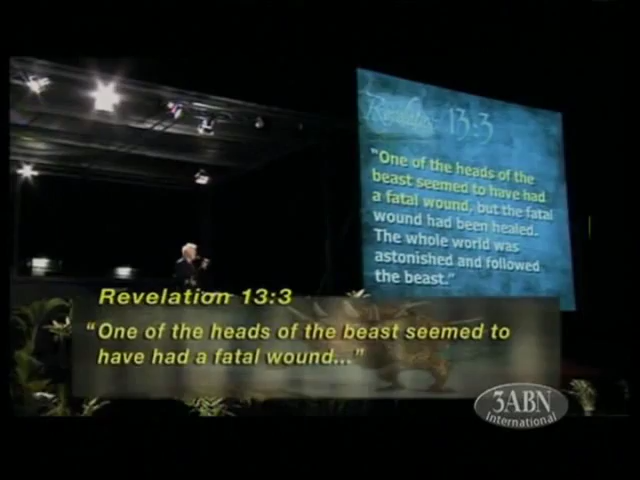 Revelation 13:3
"One of the heads of the
beast seemed to have had
a fatal wound, but the fatal
wound had been healed.
The whole world was
astonished and followed
the beast."
Revelation 13:3
"One of the heads of the beast seemed to
have had a fatal wound..."
3ABN
International